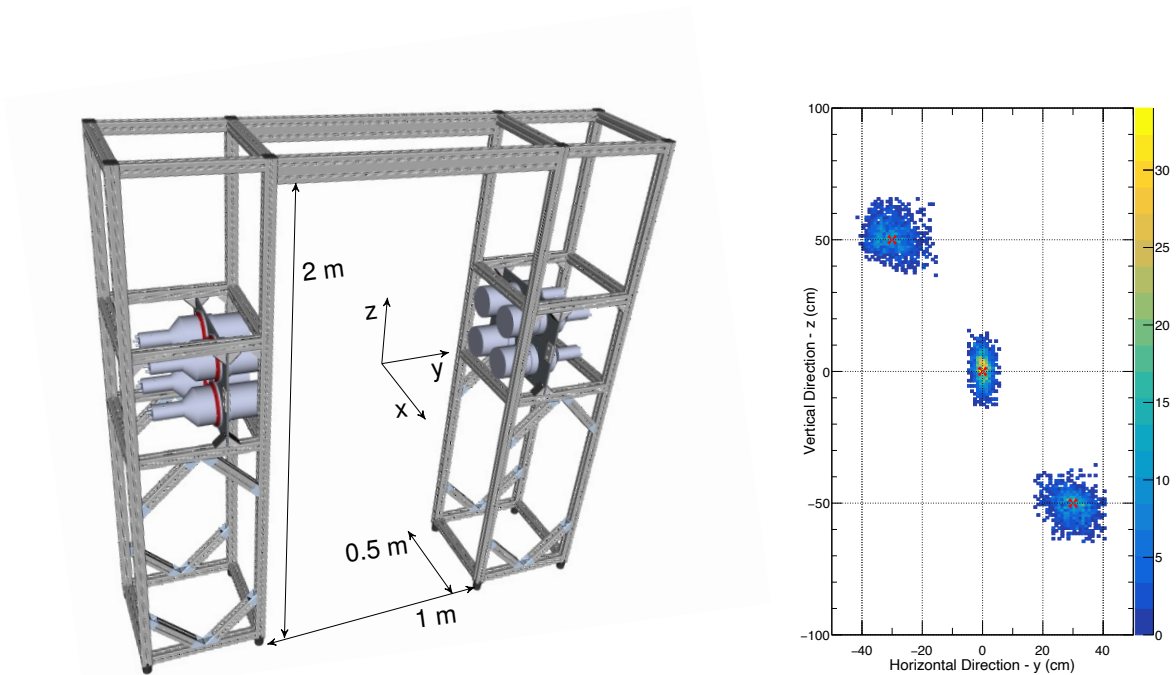 2 m
z
y
x
0.5 m
1 m
Vertical Direction - z (cm)
100
50
0
−50
−100
−40
−20
0
20
40
Horizontal Direction - y (cm)
30
25
20
15
10
5
0